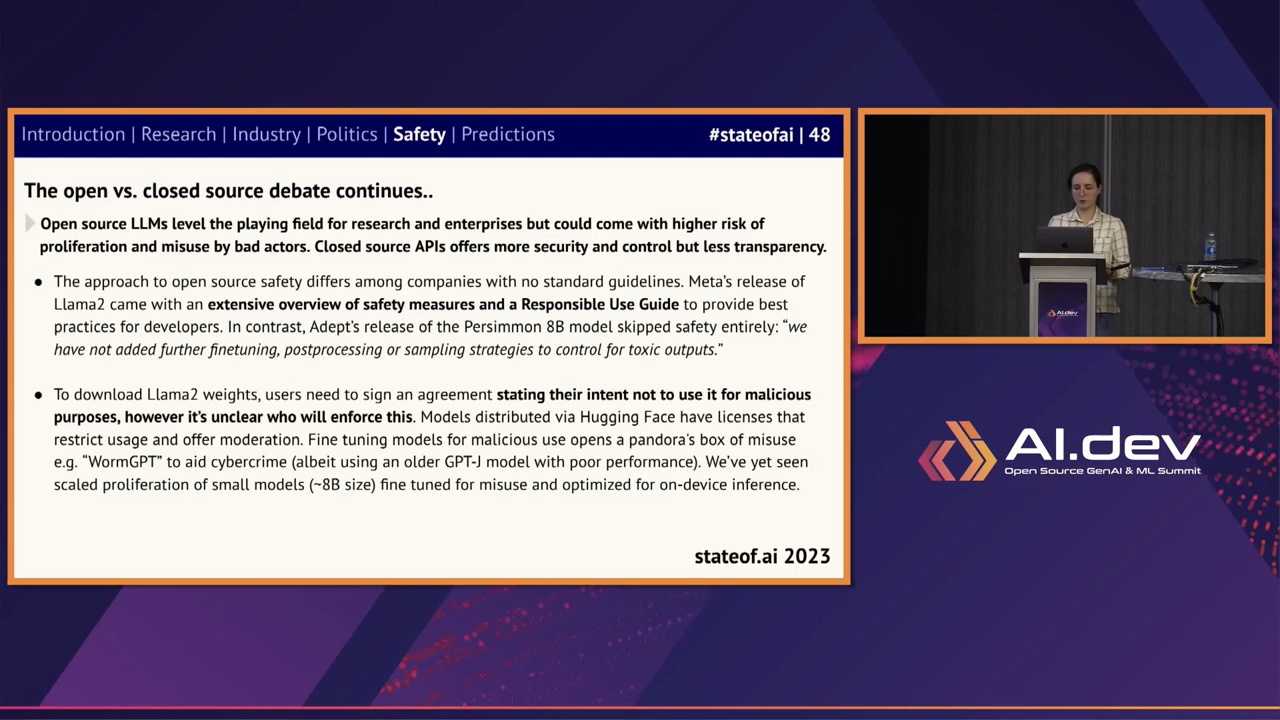 Introduction | Research | Industry | Politics | Safety | Predictions
#stateofai | 48
The open vs. closed source debate continues..
Open source LLMs level the playing field for research and enterprises but could come with higher risk of
proliferation and misuse by bad actors. Closed source APIs offers more security and control but less transparency.
● The approach to open source safety differs among companies with no standard guidelines. Meta's release of
Llama2 came with an extensive overview of safety measures and a Responsible Use Guide to provide best
practices for developers. In contrast, Adept's release of the Persimmon 8B model skipped safety entirely: “we
have not added further finetuning, postprocessing or sampling strategies to control for toxic outputs.”
● To download Llama2 weights, users need to sign an agreement stating their intent not to use it for malicious
purposes, however it's unclear who will enforce this. Models distributed via Hugging Face have licenses that
restrict usage and offer moderation. Fine tuning models for malicious use opens a pandora's box of misuse
e.g. “WormGPT” to aid cybercrime (albeit using an older GPT-J model with poor performance). We've yet seen
scaled proliferation of small models (~8B size) fine tuned for misuse and optimized for on-device inference.
stateof.ai 2023
AI.dev
AI.dev
Open Source GenAI & ML Summit